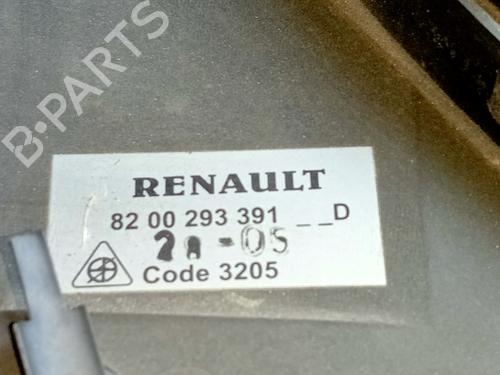 B-PARTS
RENAULT
82 00 293 391 _ _D
-05
Code 3205